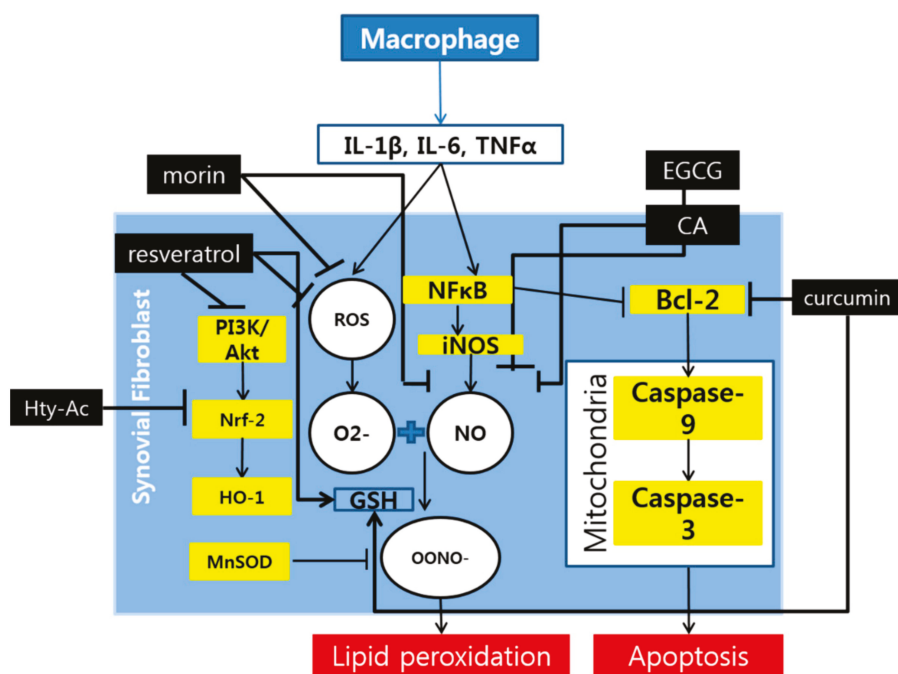 Macrophage
IL-1β, IL-6, TNFα
morin
EGCG
CA
resveratrol
curcumin
NFκB
Bcl-2
ROS
PI3K/
Akt
iNOS
Caspase-
9
Hty-Ac
Nrf-2
O2-
NO
Synovial Fibroblast
Mitochondria
HO-1
GSH
Caspase-
3
MnSOD
OONO-
Lipid peroxidation
Apoptosis